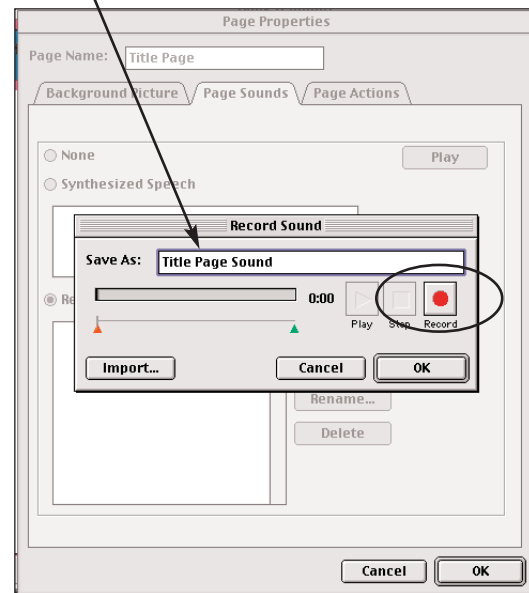 Page Properties
Page Name: Title Page
Background Picture Page Sounds Page Actions
None Play
Synthesized Speech
Record Sound
Save As: Title Page Sound
0:00
Play Stop Record
Import... Cancel OK
Rename...
Delete
Cancel OK